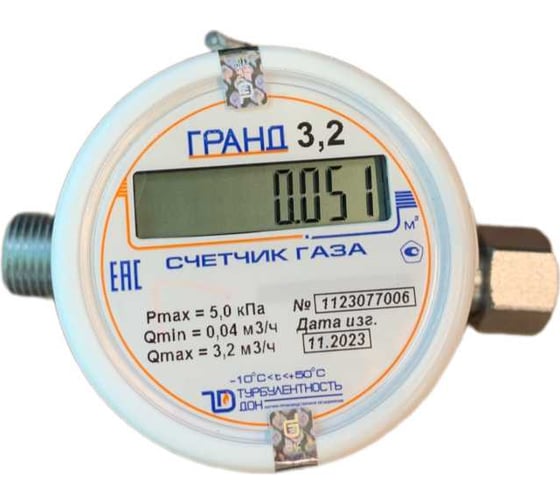 ГРАНД 3,2
0.051
м³
СЧЕТЧИК ГАЗА
EAC
Pmax = 5,0 кПа
Qmin = 0,04 м3/ч
Qmax = 3,2 м3/ч
№ 1123077006
Дата изг.
11.2023
-10°C<t<+50°C
ТУРБУЛЕНТНОСТЬ
ДОН